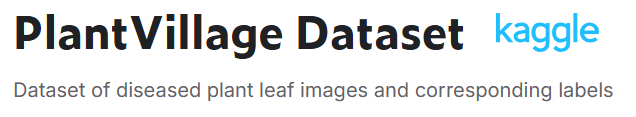 PlantVillage Dataset kaggle
Dataset of diseased plant leaf images and corresponding labels